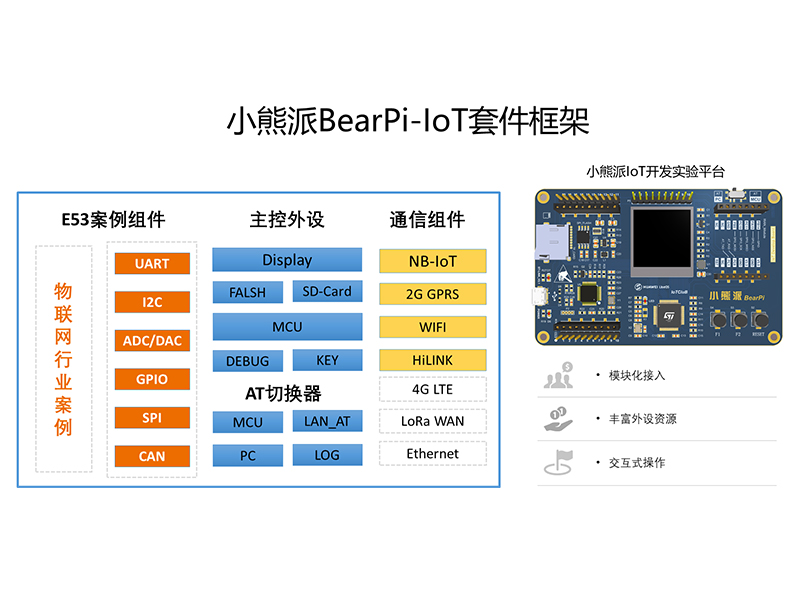 小熊派BearPi-IoT套件框架
小熊派IoT开发实验平台
E53案例组件
主控外设
通信组件
物联网行业案例
UART
I2C
ADC/DAC
GPIO
SPI
CAN
Display
FALSH
SD-Card
MCU
DEBUG
KEY
AT切换器
MCU
LAN_AT
PC
LOG
NB-IoT
2G GPRS
WIFI
HiLINK
4G LTE
LoRa WAN
Ethernet
小熊派 BearPi
F1
F2
RESET
• 模块化接入
• 丰富外设资源
• 交互式操作